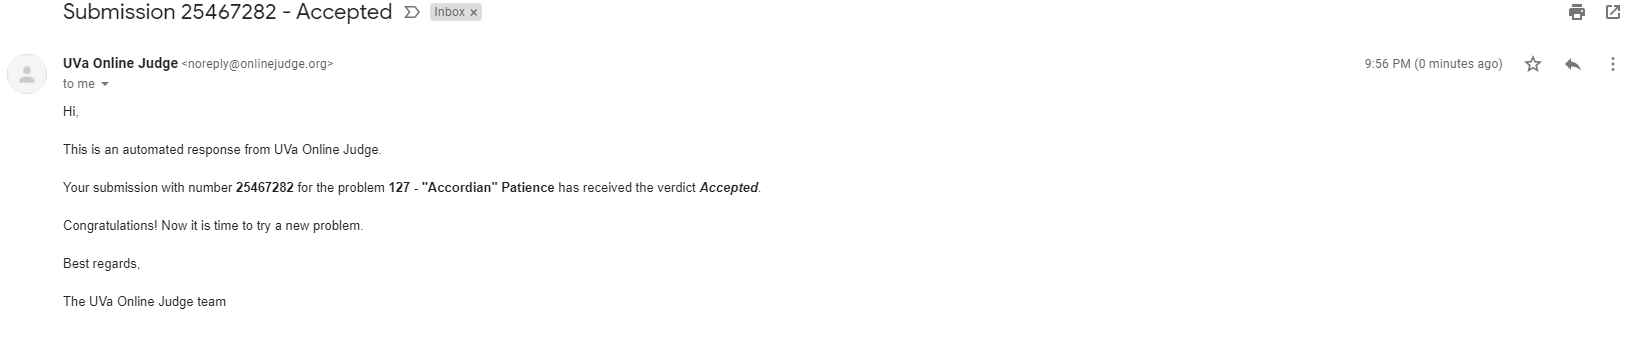 Submission 25467282 - Accepted Inbox ×
UVa Online Judge <noreply@onlinejudge.org> 9:56 PM (0 minutes ago)
to me
Hi,
This is an automated response from UVa Online Judge.
Your submission with number 25467282 for the problem 127 - "Accordian" Patience has received the verdict Accepted.
Congratulations! Now it is time to try a new problem.
Best regards,
The UVa Online Judge team